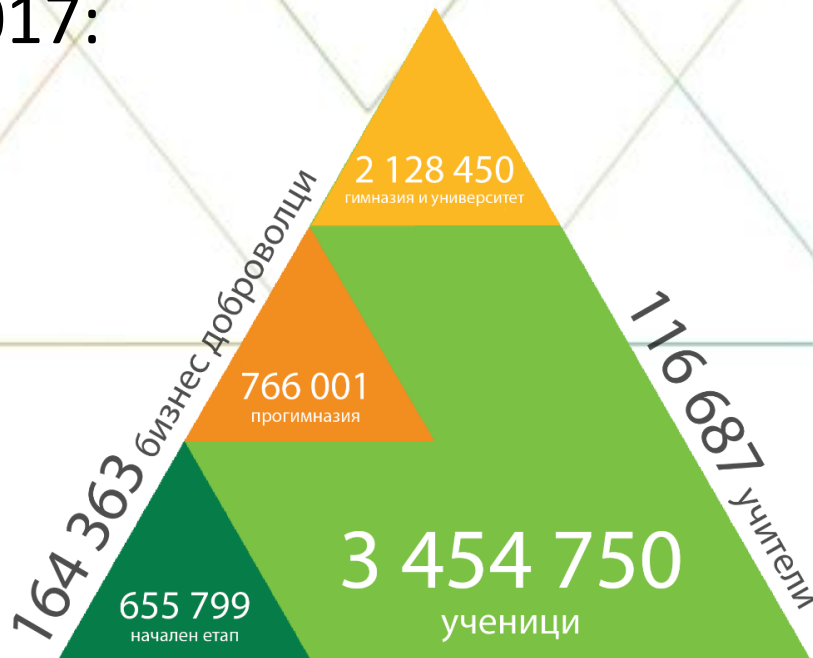 017:
2 128 450
гимназия и университет
164 363 бизнес доброволци
116 687 учители
766 001
прогимназия
3 454 750
ученици
655 799
начален етап